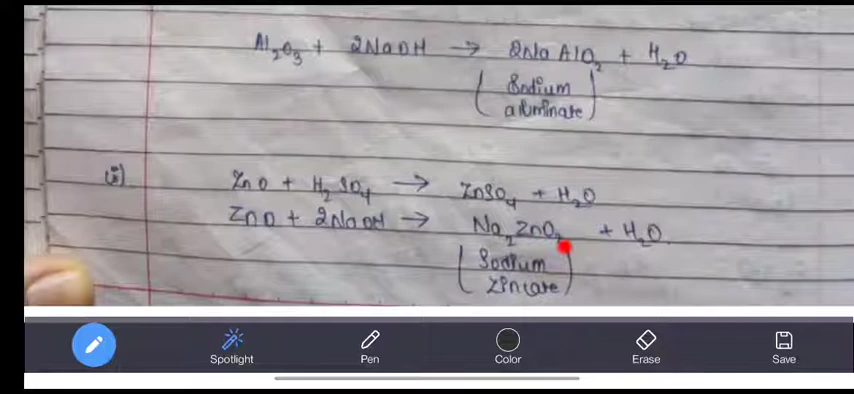 Al₂O₃ + 2NaOH → 2NaAlO₂ + H₂O
(Sodium
aluminate)
(ii) ZnO + H₂SO₄ → ZnSO₄ + H₂O
ZnO + 2NaOH → Na₂ZnO₂ + H₂O
(Sodium
zincate)
Spotlight Pen Color Erase Save